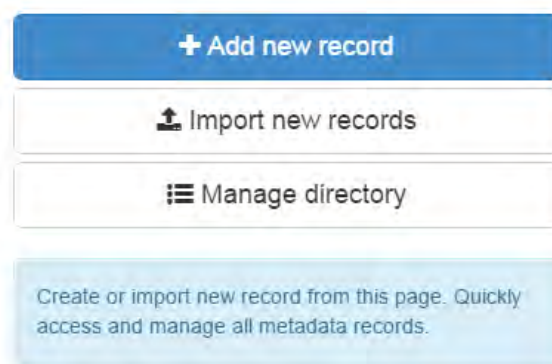 Add new record
Import new records
Manage directory
Create or import new record from this page. Quickly
access and manage all metadata records.